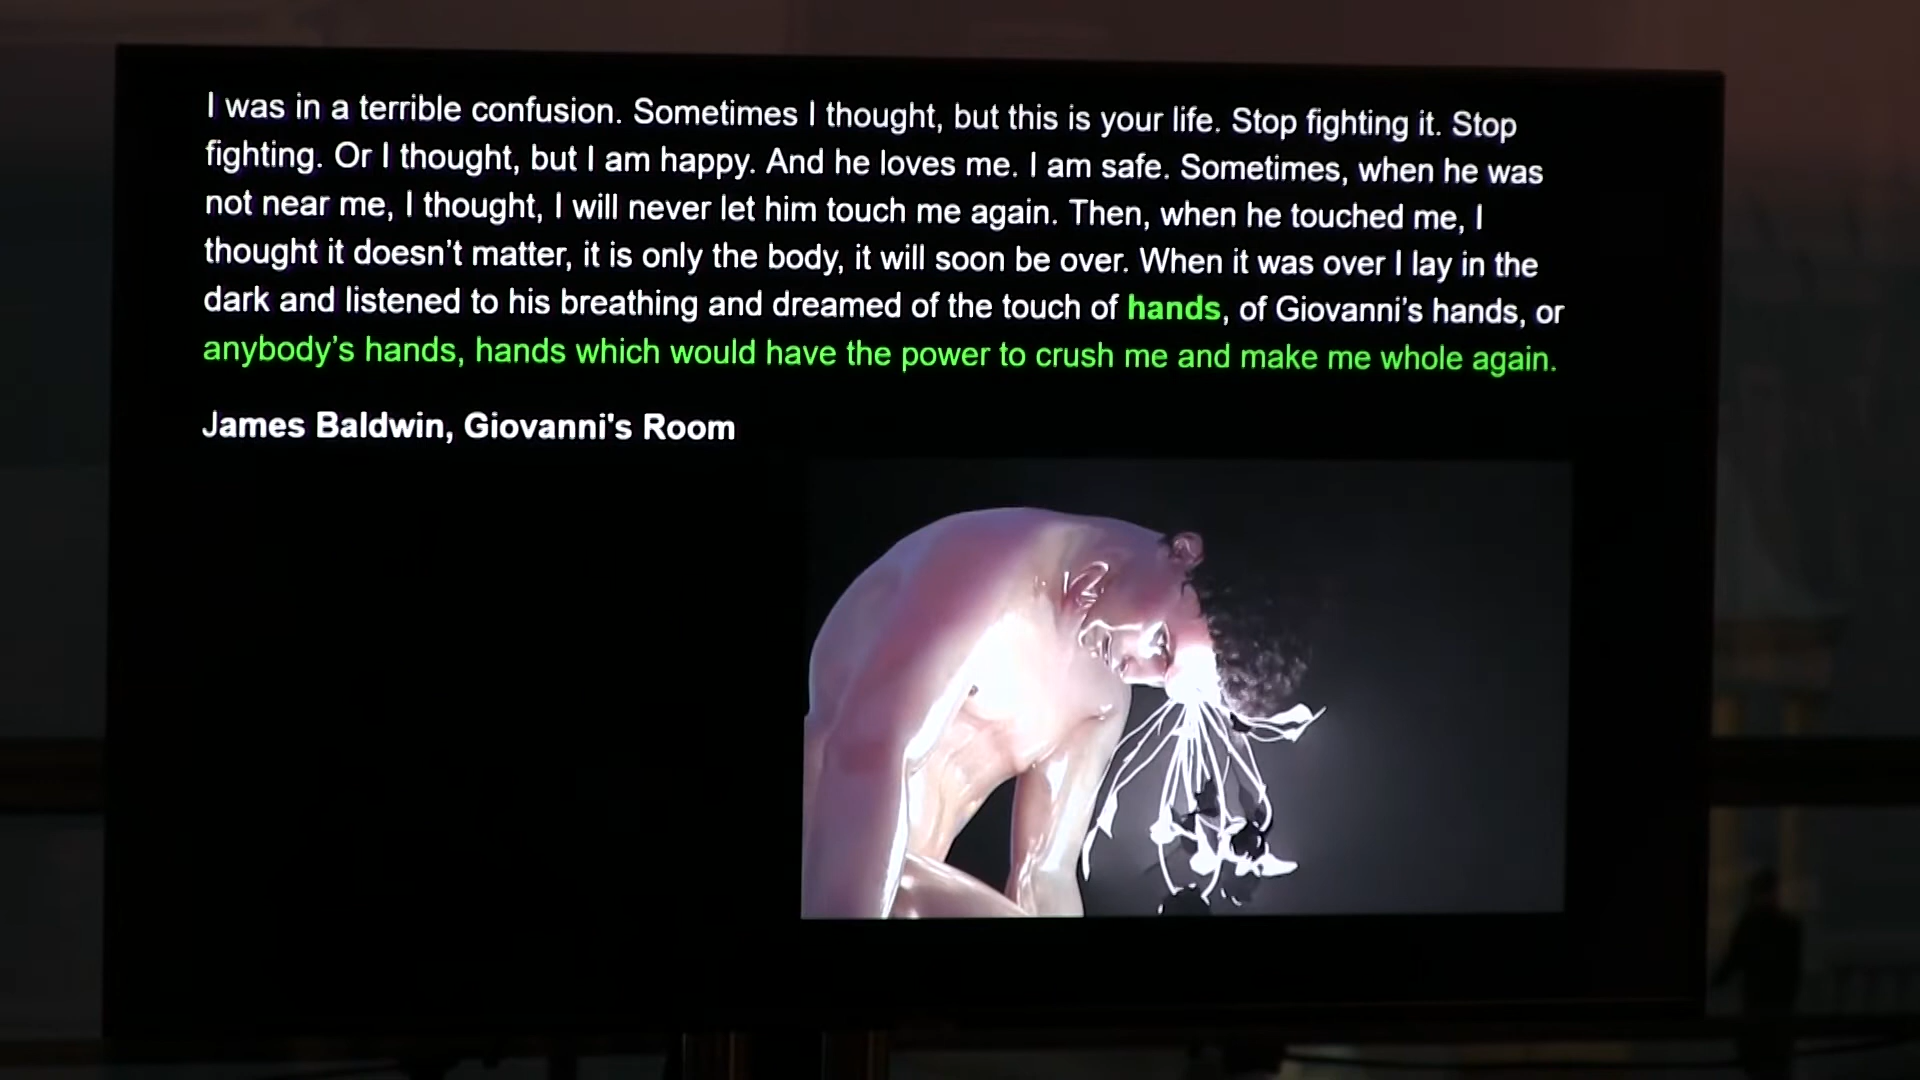 I was in a terrible confusion. Sometimes I thought, but this is your life. Stop fighting it. Stop
fighting. Or I thought, but I am happy. And he loves me. I am safe. Sometimes, when he was
not near me, I thought, I will never let him touch me again. Then, when he touched me, I
thought it doesn’t matter, it is only the body, it will soon be over. When it was over I lay in the
dark and listened to his breathing and dreamed of the touch of hands, of Giovanni’s hands, or
anybody’s hands, hands which would have the power to crush me and make me whole again.
James Baldwin, Giovanni's Room